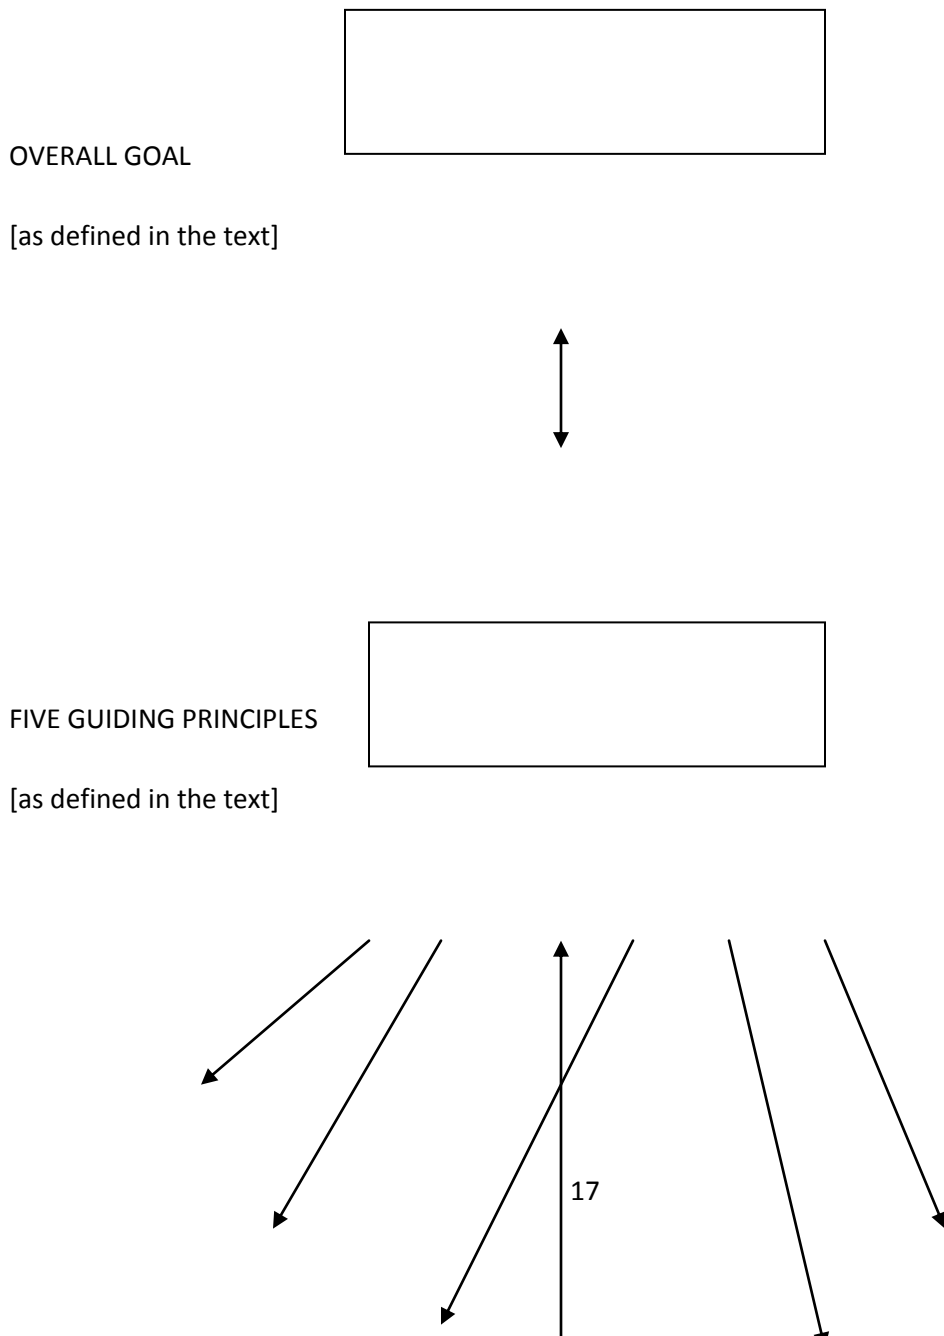 OVERALL GOAL
[as defined in the text]
FIVE GUIDING PRINCIPLES
[as defined in the text]
17